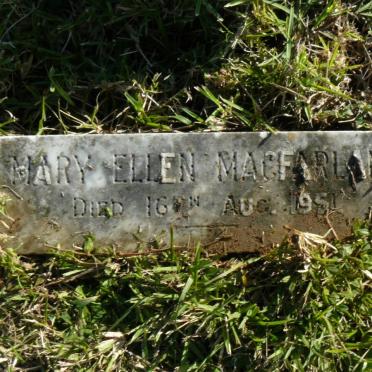 MARY ELLEN MACFARLAN
DIED 16TH AUG. 1951